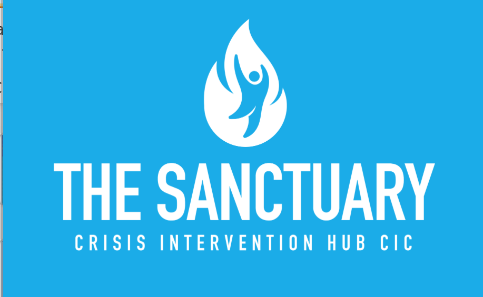 THE SANCTUARY
CRISIS INTERVENTION HUB CIC